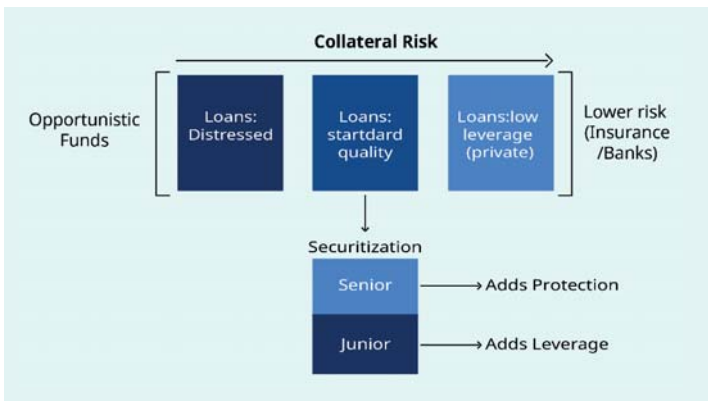 Collateral Risk
Opportunistic
Funds
Loans:
Distressed
Loans:
startdard
quality
Loans:low
leverage
(private)
Lower risk
(Insurance
/Banks)
Securitization
Senior
Adds Protection
Junior
Adds Leverage